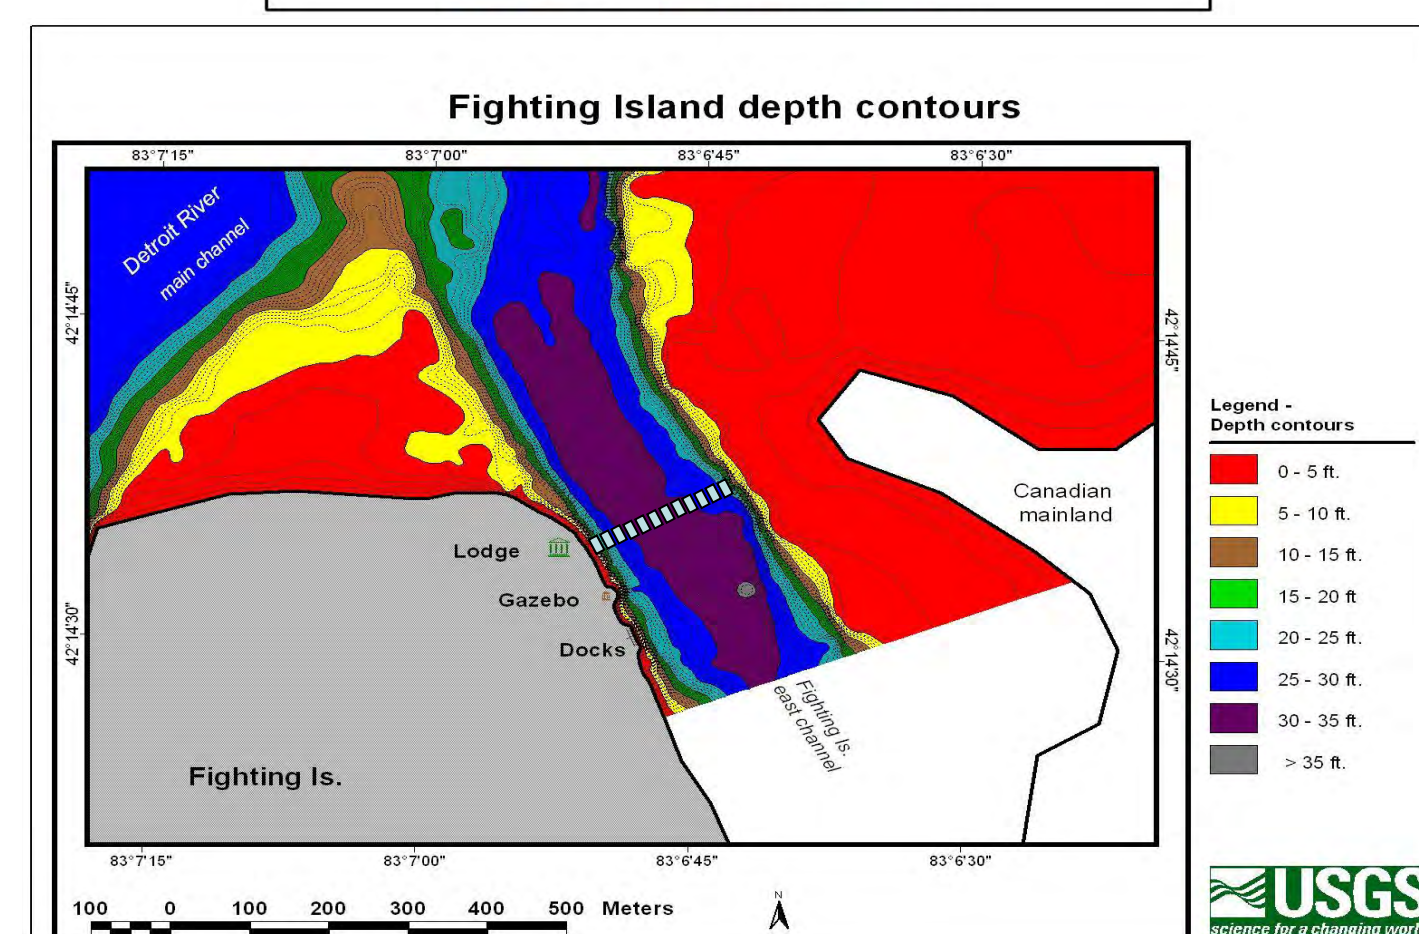 Fighting Island depth contours
83°7'15" 83°7'00" 83°6'45" 83°6'30"
Detroit River
main channel
42°14'45"
42°14'45"
Legend -
Depth contours
0 - 5 ft.
5 - 10 ft.
10 - 15 ft.
15 - 20 ft
20 - 25 ft.
25 - 30 ft.
30 - 35 ft.
> 35 ft.
Canadian
mainland
Lodge
Gazebo
Docks
42°14'30"
42°14'30"
Fighting Is.
east channel
Fighting Is.
83°7'15" 83°7'00" 83°6'45" 83°6'30"
100 0 100 200 300 400 500 Meters
N
USGS
science for a changing worl